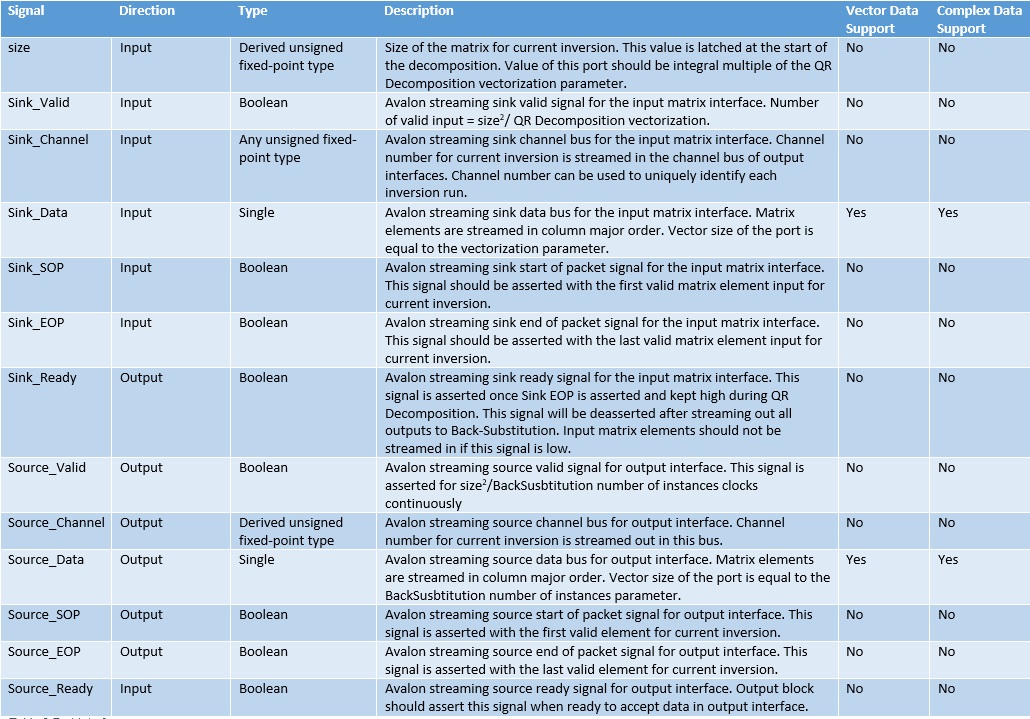 Signal Direction Type Description Vector Data Complex Data
Support Support
size Input Derived unsigned Size of the matrix for current inversion. This value is latched at the start of No No
fixed-point type the decomposition. Value of this port should be integral multiple of the QR
Decomposition vectorization parameter.
Sink_Valid Input Boolean Avalon streaming sink valid signal for the input matrix interface. Number No No
of valid input = size²/ QR Decomposition vectorization.
Sink_Channel Input Any unsigned fixed- Avalon streaming sink channel bus for the input matrix interface. Channel No No
point type number for current inversion is streamed in the channel bus of output
interfaces. Channel number can be used to uniquely identify each
inversion run.
Sink_Data Input Single Avalon streaming sink data bus for the input matrix interface. Matrix Yes Yes
elements are streamed in column major order. Vector size of the port is
equal to the vectorization parameter.
Sink_SOP Input Boolean Avalon streaming sink start of packet signal for the input matrix interface. No No
This signal should be asserted with the first valid matrix element input for
current inversion.
Sink_EOP Input Boolean Avalon streaming sink end of packet signal for the input matrix interface. No No
This signal should be asserted with the last valid matrix element input for
current inversion.
Sink_Ready Output Boolean Avalon streaming sink ready signal for the input matrix interface. This No No
signal is asserted once Sink EOP is asserted and kept high during QR
Decomposition. This signal will be deasserted after streaming out all
outputs to Back-Substitution. Input matrix elements should not be
streamed in if this signal is low.
Source_Valid Output Boolean Avalon streaming source valid signal for output interface. This signal is No No
asserted for size²/BackSusbtitution number of instances clocks
continuously
Source_Channel Output Derived unsigned Avalon streaming source channel bus for output interface. Channel No No
fixed-point type number for current inversion is streamed out in this bus.
Source_Data Output Single Avalon streaming source data bus for output interface. Matrix elements Yes Yes
are streamed in column major order. Vector size of the port is equal to the
BackSusbtitution number of instances parameter.
Source_SOP Output Boolean Avalon streaming source start of packet signal for output interface. This No No
signal is asserted with the first valid element for current inversion.
Source_EOP Output Boolean Avalon streaming source end of packet signal for output interface. This No No
signal is asserted with the last valid element for current inversion.
Source_Ready Input Boolean Avalon streaming source ready signal for output interface. Output block No No
should assert this signal when ready to accept data in output interface.